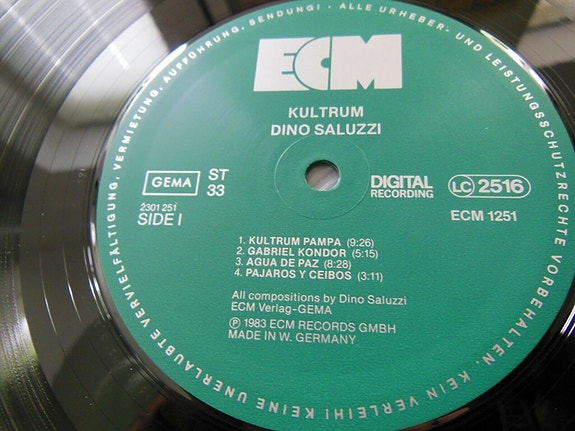 ALLE URHEBER- UND LEISTUNGSSCHUTZRECHTE VORBEHALTEN. KEIN VERLEIH! KEINE UNERLAUBTE VERVIELFÄLTIGUNG, VERMIETUNG, AUFFÜHRUNG, SENDUNG! ·
ECM
KULTRUM
DINO SALUZZI
GEMA
ST
33
DIGITAL
RECORDING
LC 2516
2301 251
SIDE I
ECM 1251
1. KULTRUM PAMPA (9:26)
2. GABRIEL KONDOR (5:15)
3. AGUA DE PAZ (8:28)
4. PAJAROS Y CEIBOS (3:11)
All compositions by Dino Saluzzi
ECM Verlag-GEMA
℗ 1983 ECM RECORDS GMBH
MADE IN W. GERMANY